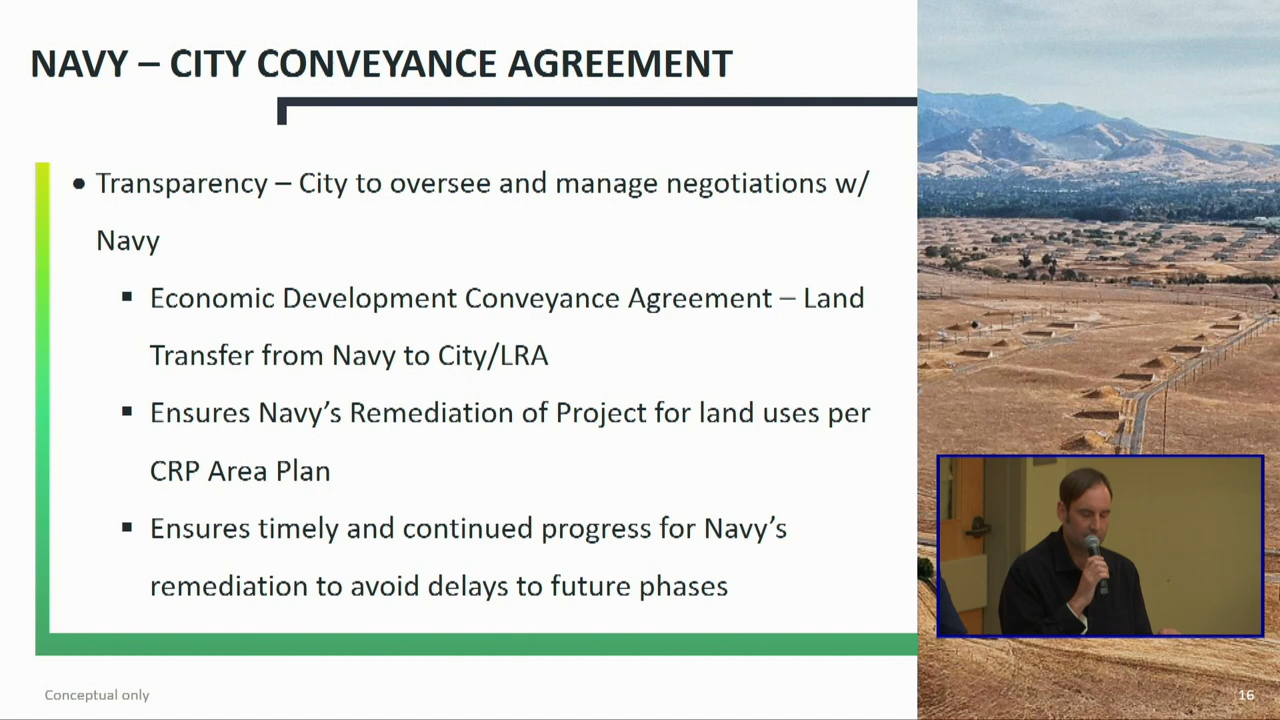 NAVY – CITY CONVEYANCE AGREEMENT
• Transparency – City to oversee and manage negotiations w/
Navy
▪ Economic Development Conveyance Agreement – Land
Transfer from Navy to City/LRA
▪ Ensures Navy’s Remediation of Project for land uses per
CRP Area Plan
▪ Ensures timely and continued progress for Navy’s
remediation to avoid delays to future phases
Conceptual only
16